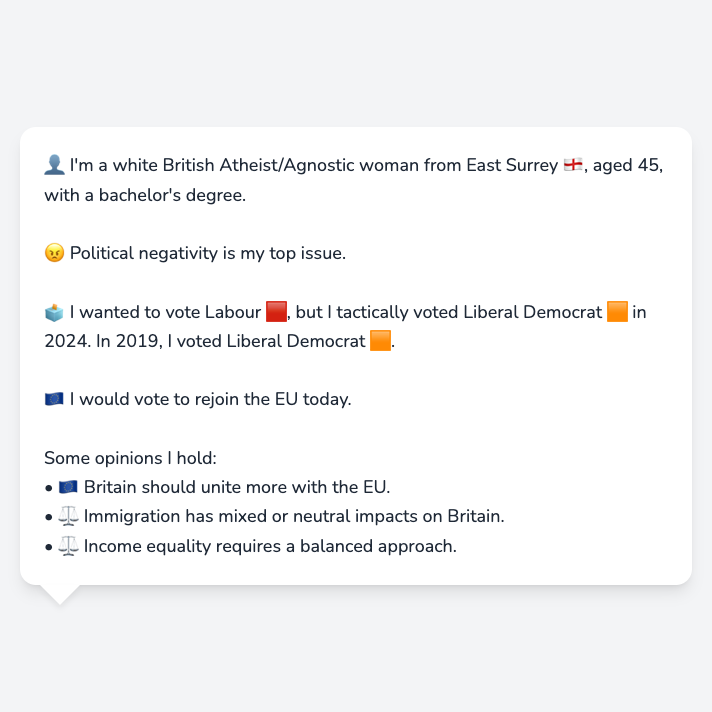 👤 I'm a white British Atheist/Agnostic woman from East Surrey 🏴󠁧󠁢󠁥󠁮󠁧󠁿, aged 45,
with a bachelor's degree.
😠 Political negativity is my top issue.
🗳️ I wanted to vote Labour 🟥, but I tactically voted Liberal Democrat 🟧 in
2024. In 2019, I voted Liberal Democrat 🟧.
🇪🇺 I would vote to rejoin the EU today.
Some opinions I hold:
• 🇪🇺 Britain should unite more with the EU.
• ⚖️ Immigration has mixed or neutral impacts on Britain.
• ⚖️ Income equality requires a balanced approach.